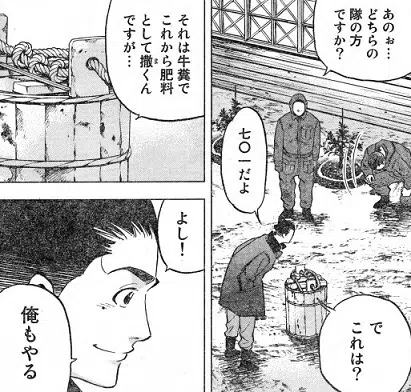 あのぉ…
どちらの
隊の方
ですか？
七〇一だよ
で
これは？
それは牛糞で
これから肥料
として撒くん
ですが…
よし！
俺もやる